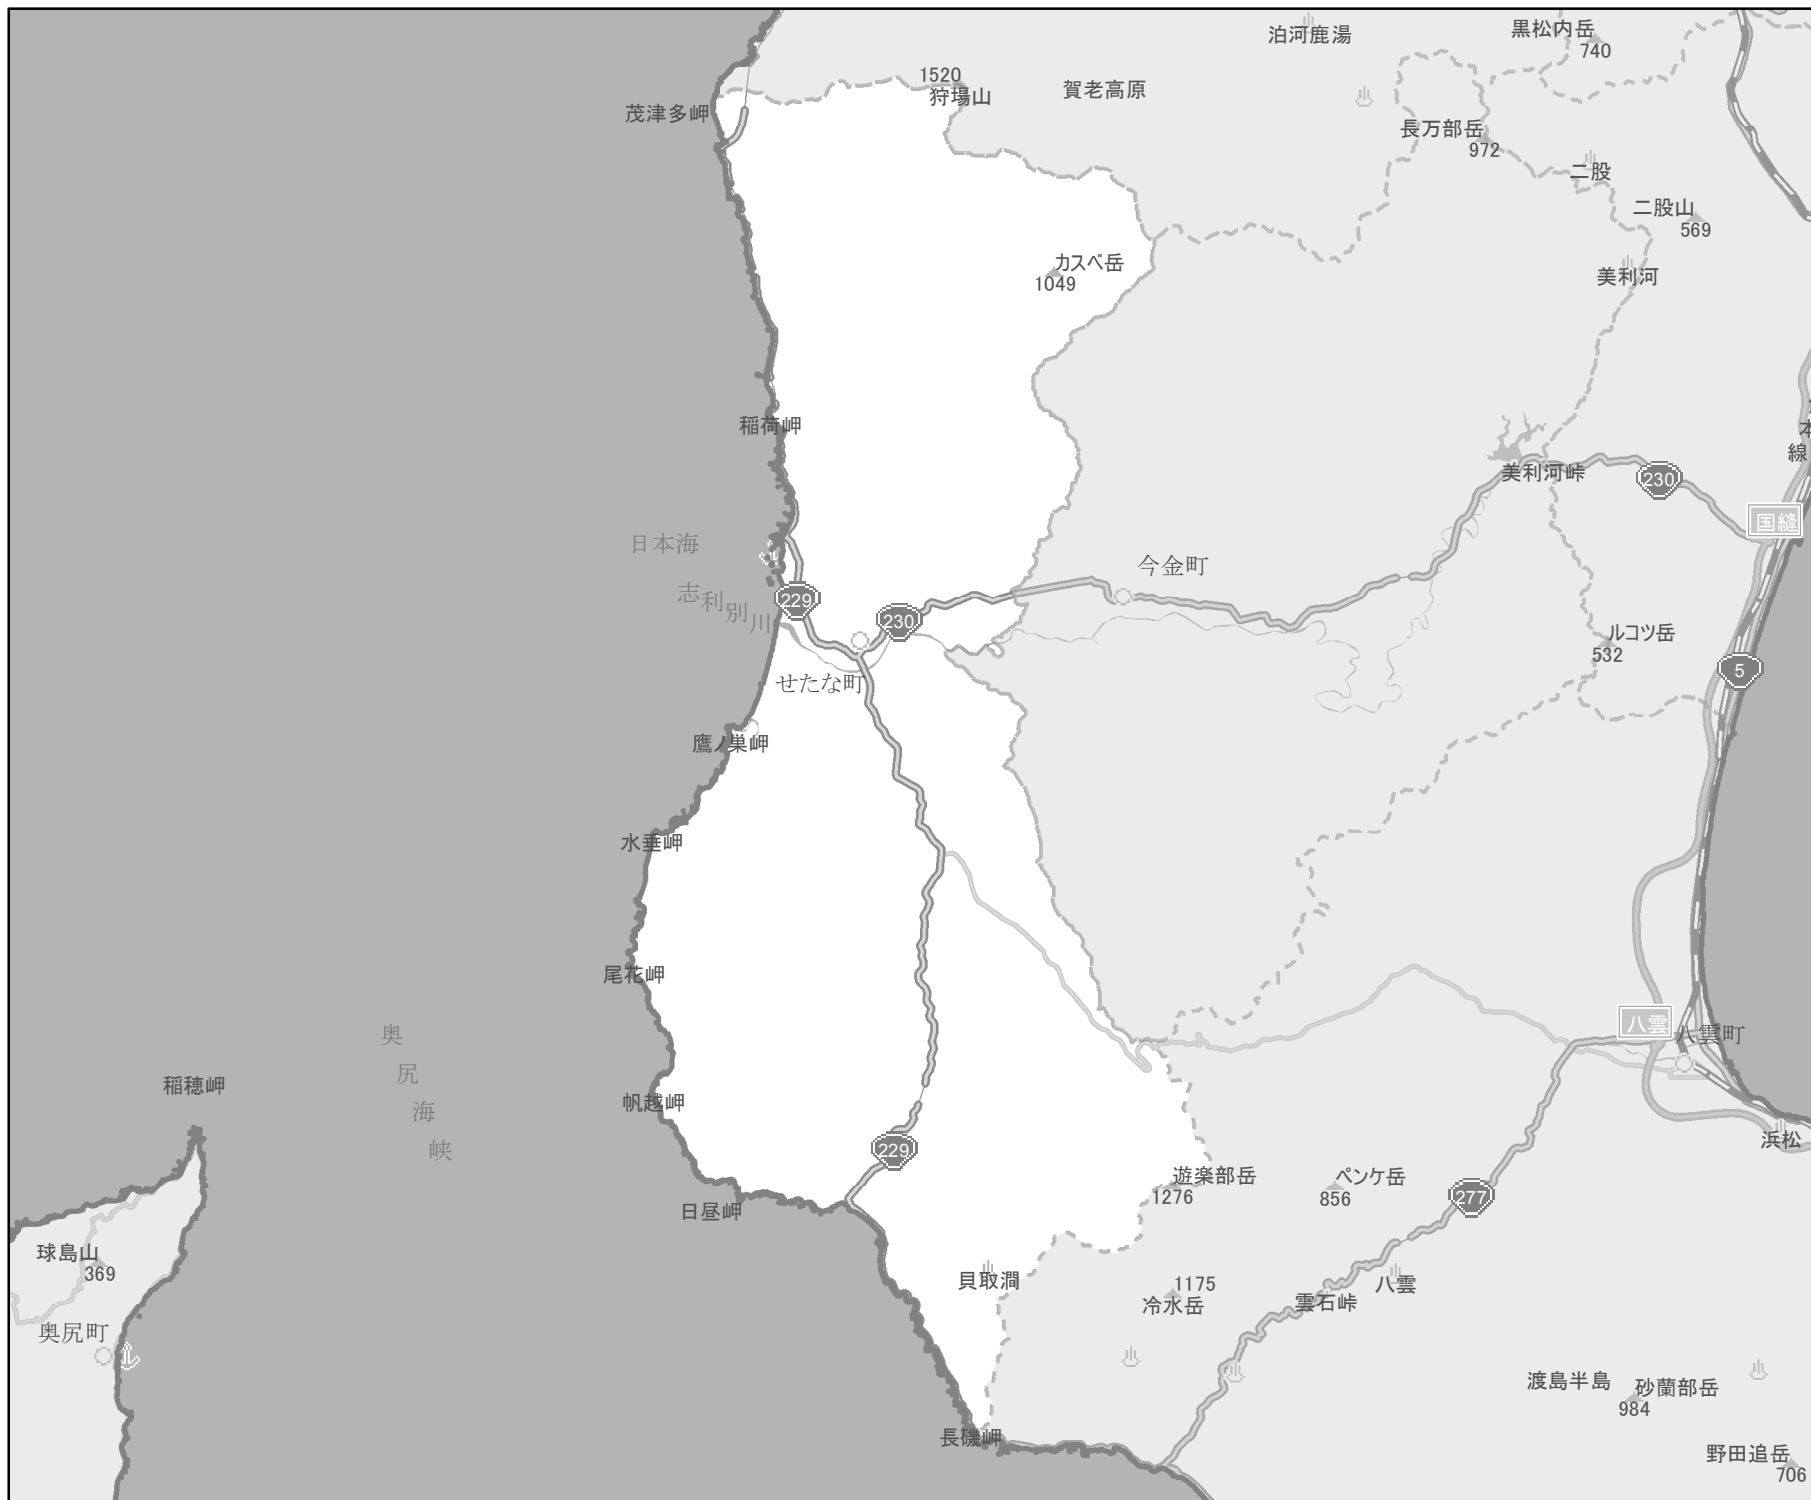 泊河鹿湯
黒松内岳
740
1520
狩場山
賀老高原
茂津多岬
長万部岳
972
二股
二股山
569
カスベ岳
1049
美利河
稲荷岬
本
線
美利河峠
230
国縫
日本海
志利別川
229
230
今金町
ルコツ岳
532
5
せたな町
鷹ノ巣岬
水垂岬
尾花岬
奥尻海峡
八雲
八雲町
稲穂岬
帆越岬
浜松
229
遊楽部岳
1276
ペンケ岳
856
277
日昼岬
球島山
369
貝取澗
1175
冷水岳
八雲
雲石峠
奥尻町
渡島半島
砂蘭部岳
984
長磯岬
野田追岳
706